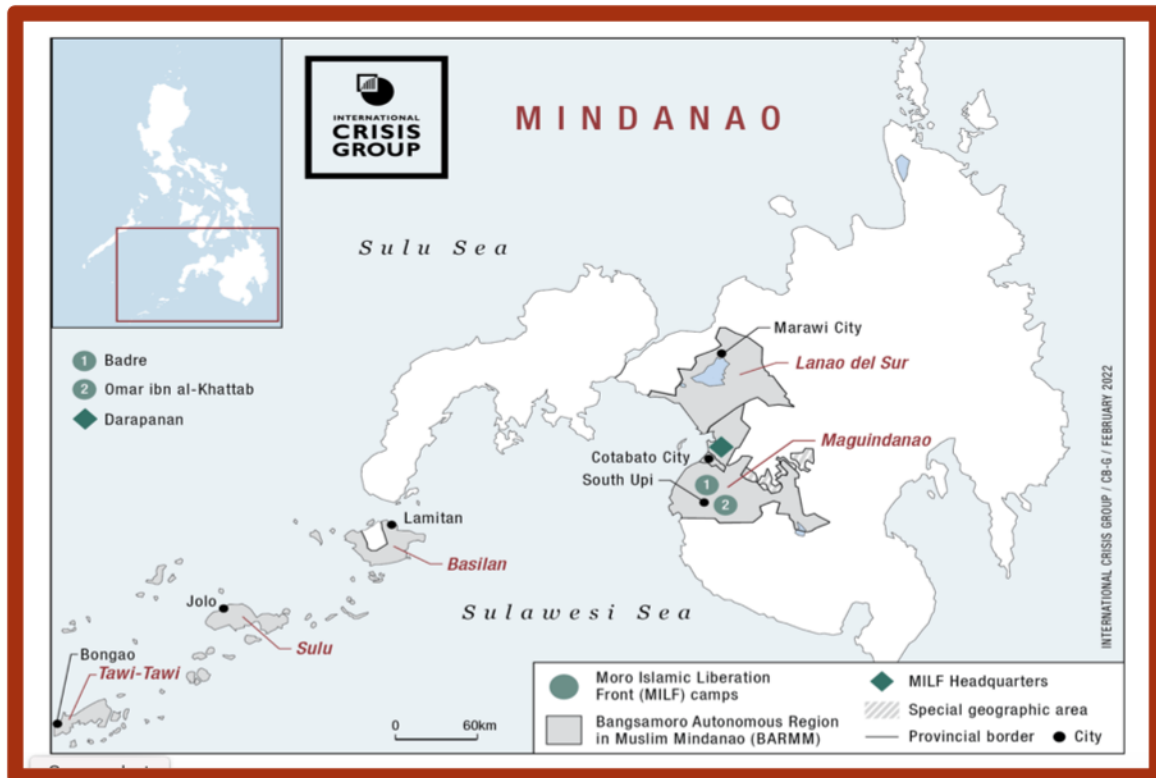 INTERNATIONAL
CRISIS
GROUP
MINDANAO
Sulu Sea
1 Badre
2 Omar ibn al-Khattab
Darapanan
Marawi City
Lanao del Sur
Maguindanao
Cotabato City
South Upi
1
2
Lamitan
Basilan
Jolo
Sulawesi Sea
Sulu
Bongao
Tawi-Tawi
0 60km
Moro Islamic Liberation
Front (MILF) camps
Bangsamoro Autonomous Region
in Muslim Mindanao (BARMM)
MILF Headquarters
Special geographic area
Provincial border
City
INTERNATIONAL CRISIS GROUP / CB-G / FEBRUARY 2022